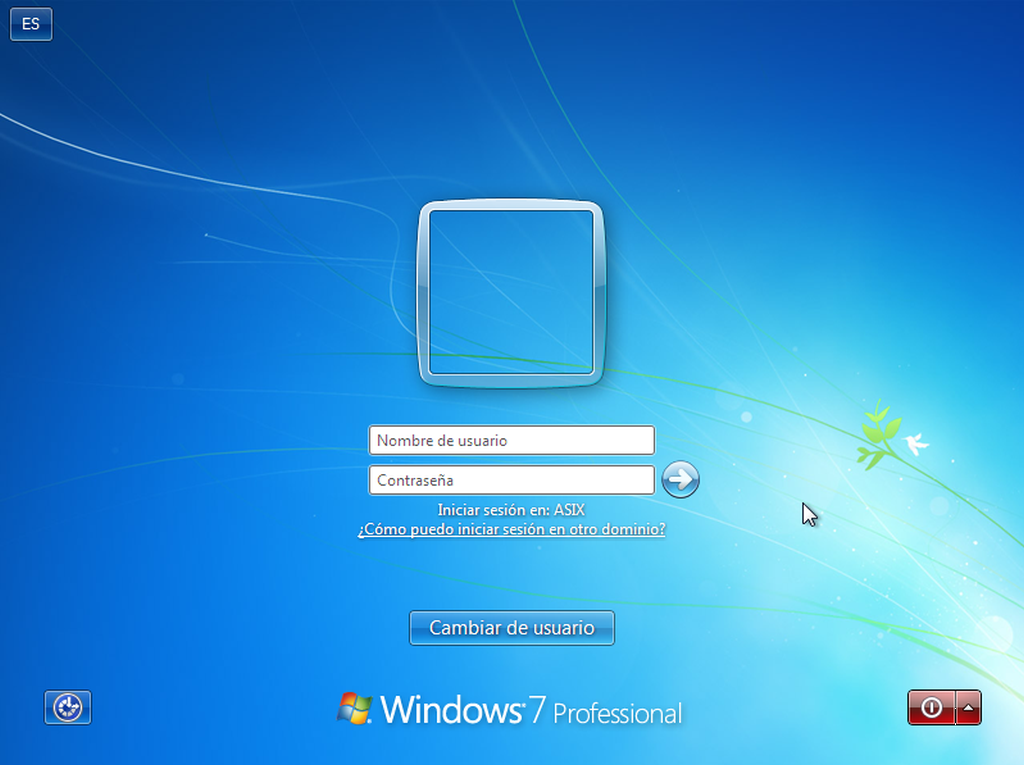 ES
Nombre de usuario
Contraseña
Iniciar sesión en: ASIX
¿Cómo puedo iniciar sesión en otro dominio?
Cambiar de usuario
Windows 7 Professional